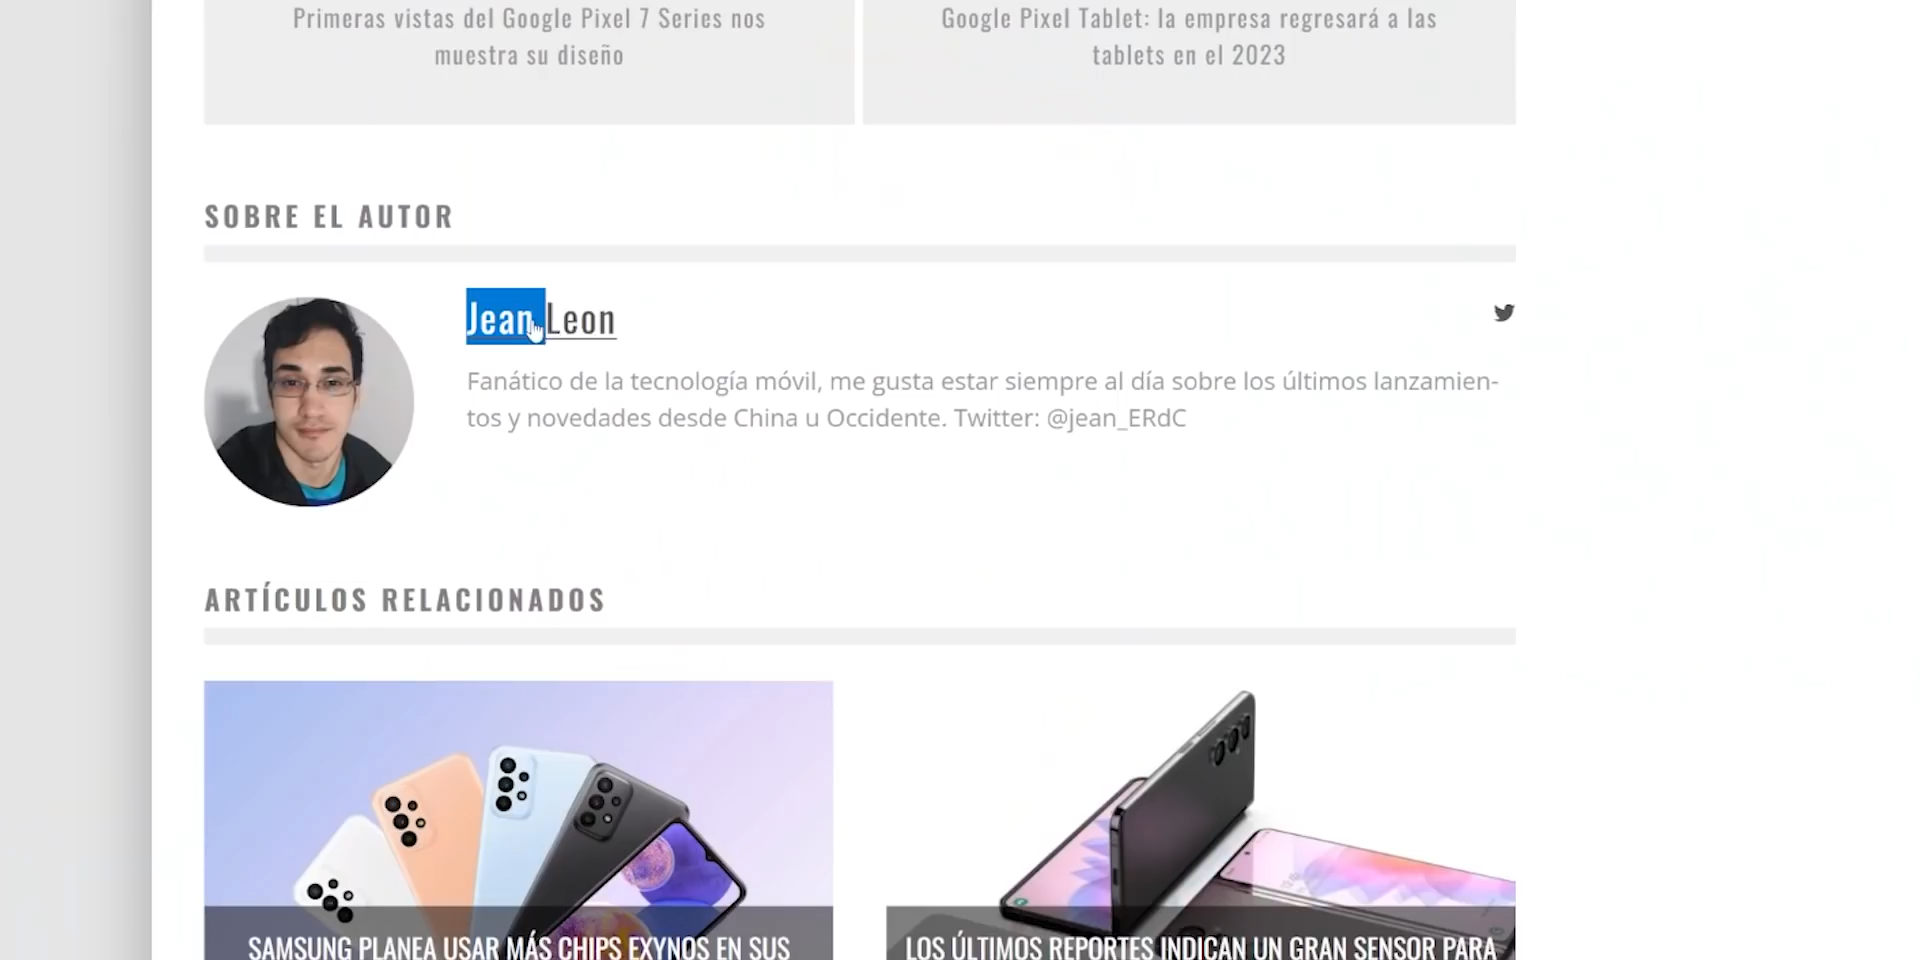 Primeras vistas del Google Pixel 7 Series nos
muestra su diseño
Google Pixel Tablet: la empresa regresará a las
tablets en el 2023
SOBRE EL AUTOR
Jean Leon
Fanático de la tecnología móvil, me gusta estar siempre al día sobre los últimos lanzamien-
tos y novedades desde China u Occidente. Twitter: @jean_ERdC
ARTÍCULOS RELACIONADOS
SAMSUNG PLANEA USAR MÁS CHIPS EXYNOS EN SUS
LOS ÚLTIMOS REPORTES INDICAN UN GRAN SENSOR PARA